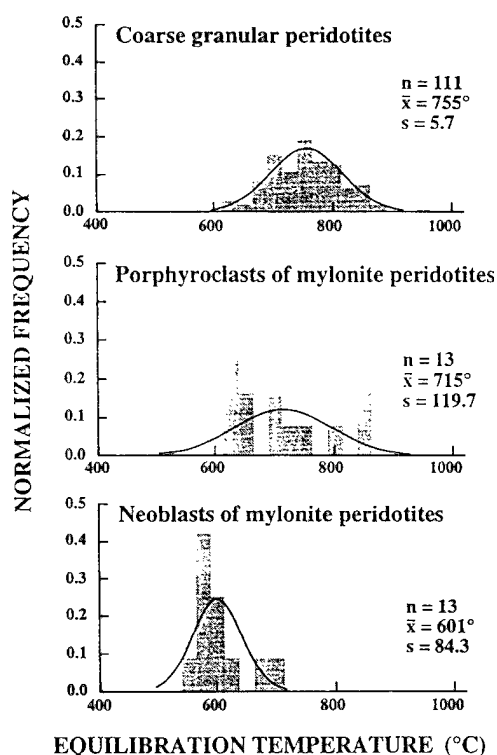 Coarse granular peridotites
0.5
0.4
0.3
0.2
0.1
0.0
n = 111
x̄ = 755°
s = 5.7
400
600
800
1000
Porphyroclasts of mylonite peridotites
0.5
0.4
0.3
0.2
0.1
0.0
n = 13
x̄ = 715°
s = 119.7
400
600
800
1000
Neoblasts of mylonite peridotites
0.5
0.4
0.3
0.2
0.1
0.0
n = 13
x̄ = 601°
s = 84.3
400
600
800
1000
NORMALIZED FREQUENCY
EQUILIBRATION TEMPERATURE (°C)